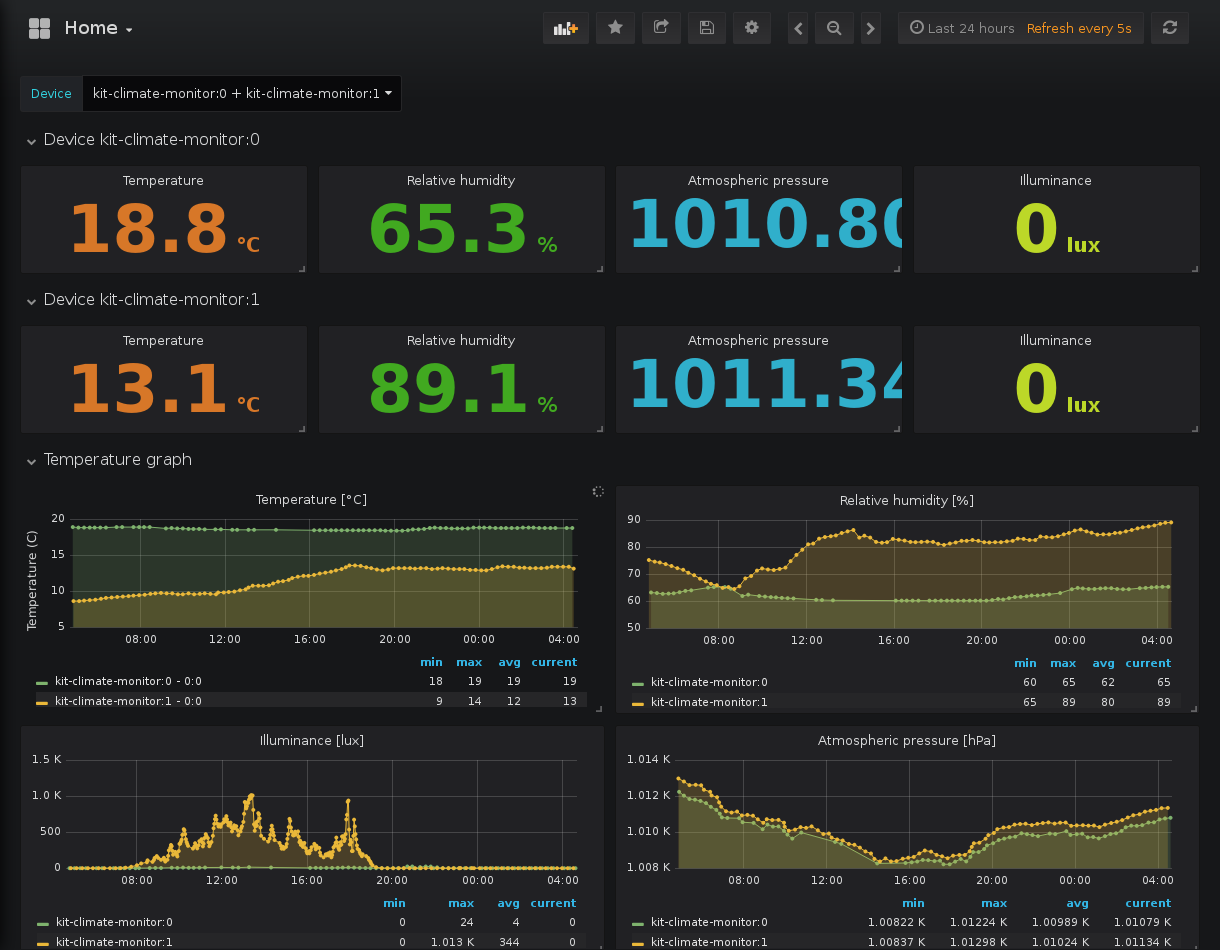 Home
Last 24 hours Refresh every 5s
Device kit-climate-monitor:0 + kit-climate-monitor:1
Device kit-climate-monitor:0
Temperature Relative humidity Atmospheric pressure Illuminance
18.8 °C 65.3 % 1010.80 0 lux
Device kit-climate-monitor:1
Temperature Relative humidity Atmospheric pressure Illuminance
13.1 °C 89.1 % 1011.34 0 lux
Temperature graph
Temperature [°C]
Temperature (C)
20
15
10
5
08:00 12:00 16:00 20:00 00:00 04:00
min max avg current
kit-climate-monitor:0 - 0:0 18 19 19 19
kit-climate-monitor:1 - 0:0 9 14 12 13
Relative humidity [%]
90
80
70
60
50
08:00 12:00 16:00 20:00 00:00 04:00
min max avg current
kit-climate-monitor:0 60 65 62 65
kit-climate-monitor:1 65 89 80 89
Illuminance [lux]
1.5 K
1.0 K
500
0
08:00 12:00 16:00 20:00 00:00 04:00
min max avg current
kit-climate-monitor:0 0 24 4 0
kit-climate-monitor:1 0 1.013 K 344 0
Atmospheric pressure [hPa]
1.014 K
1.012 K
1.010 K
1.008 K
08:00 12:00 16:00 20:00 00:00 04:00
min max avg current
kit-climate-monitor:0 1.00822 K 1.01224 K 1.00989 K 1.01079 K
kit-climate-monitor:1 1.00837 K 1.01298 K 1.01024 K 1.01134 K